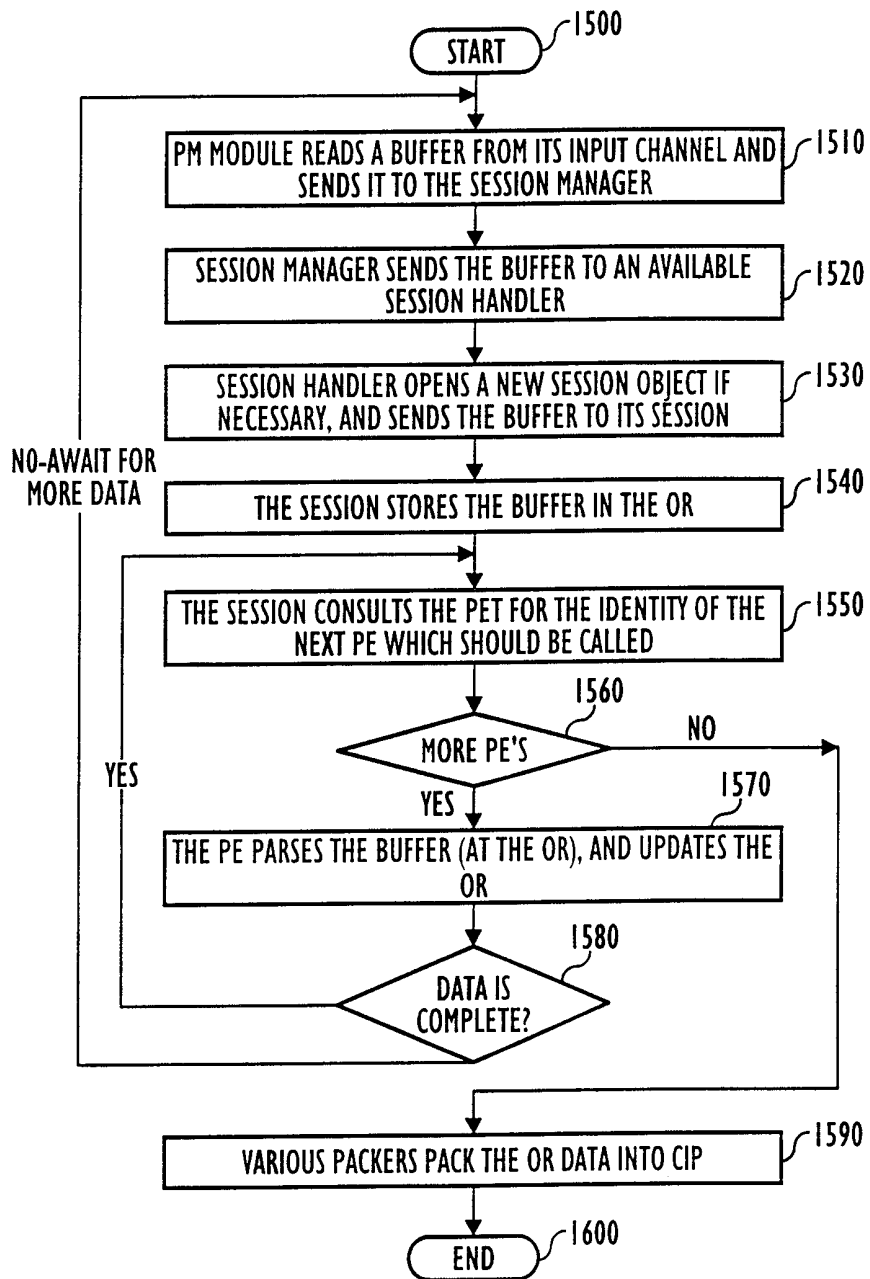 START
1500
PM MODULE READS A BUFFER FROM ITS INPUT CHANNEL AND
SENDS IT TO THE SESSION MANAGER
1510
SESSION MANAGER SENDS THE BUFFER TO AN AVAILABLE
SESSION HANDLER
1520
SESSION HANDLER OPENS A NEW SESSION OBJECT IF
NECESSARY, AND SENDS THE BUFFER TO ITS SESSION
1530
NO-AWAIT FOR
MORE DATA
THE SESSION STORES THE BUFFER IN THE OR
1540
THE SESSION CONSULTS THE PET FOR THE IDENTITY OF THE
NEXT PE WHICH SHOULD BE CALLED
1550
MORE PE'S
1560
NO
YES
YES
THE PE PARSES THE BUFFER (AT THE OR), AND UPDATES THE
OR
1570
DATA IS
COMPLETE?
1580
VARIOUS PACKERS PACK THE OR DATA INTO CIP
1590
END
1600